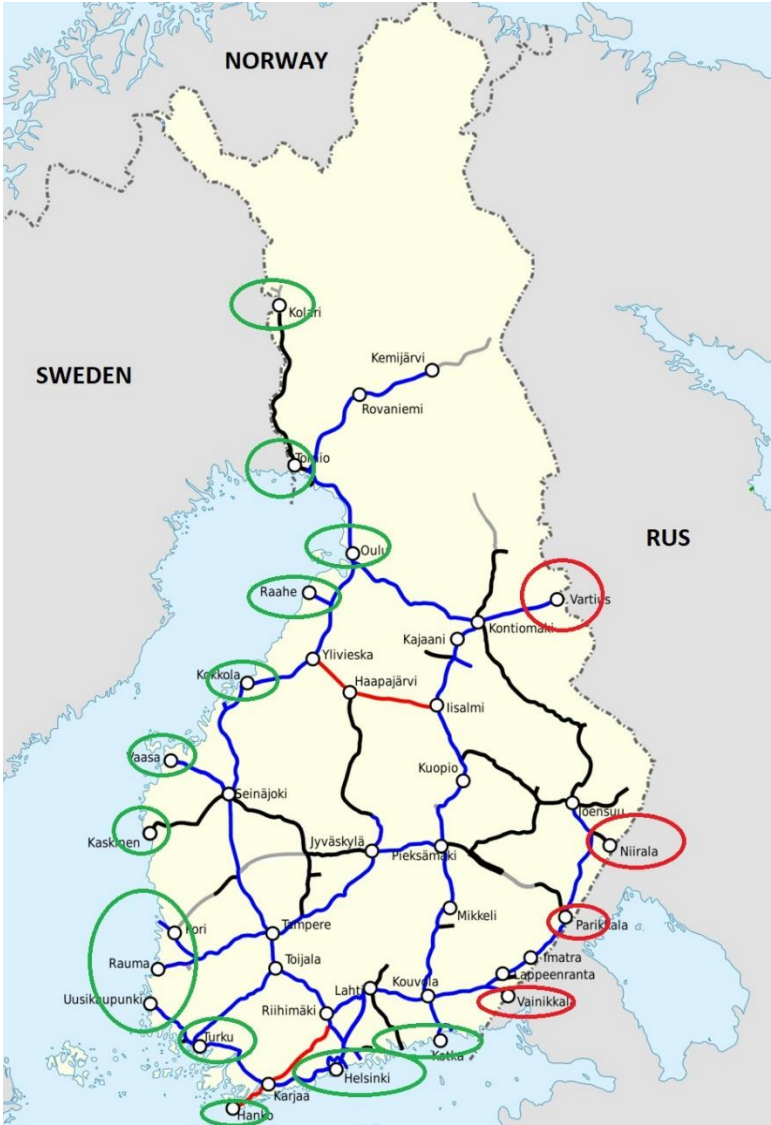 NORWAY
Kolari
SWEDEN
Kemijärvi
Rovaniemi
Tornio
Oulu
RUS
Raahe
Vartius
Kontiomäki
Kajaani
Ylivieska
Haapajärvi
Kokkola
Iisalmi
Vaasa
Kuopio
Seinäjoki
Joensuu
Kaskinen
Jyväskylä
Pieksämäki
Niirala
Mikkeli
Parikkala
Pori
Tampere
Imatra
Rauma
Toijala
Lappeenranta
Lahti
Kouvola
Uusikaupunki
Riihimäki
Vainikkala
Turku
Kotka
Helsinki
Karjaa
Hanko